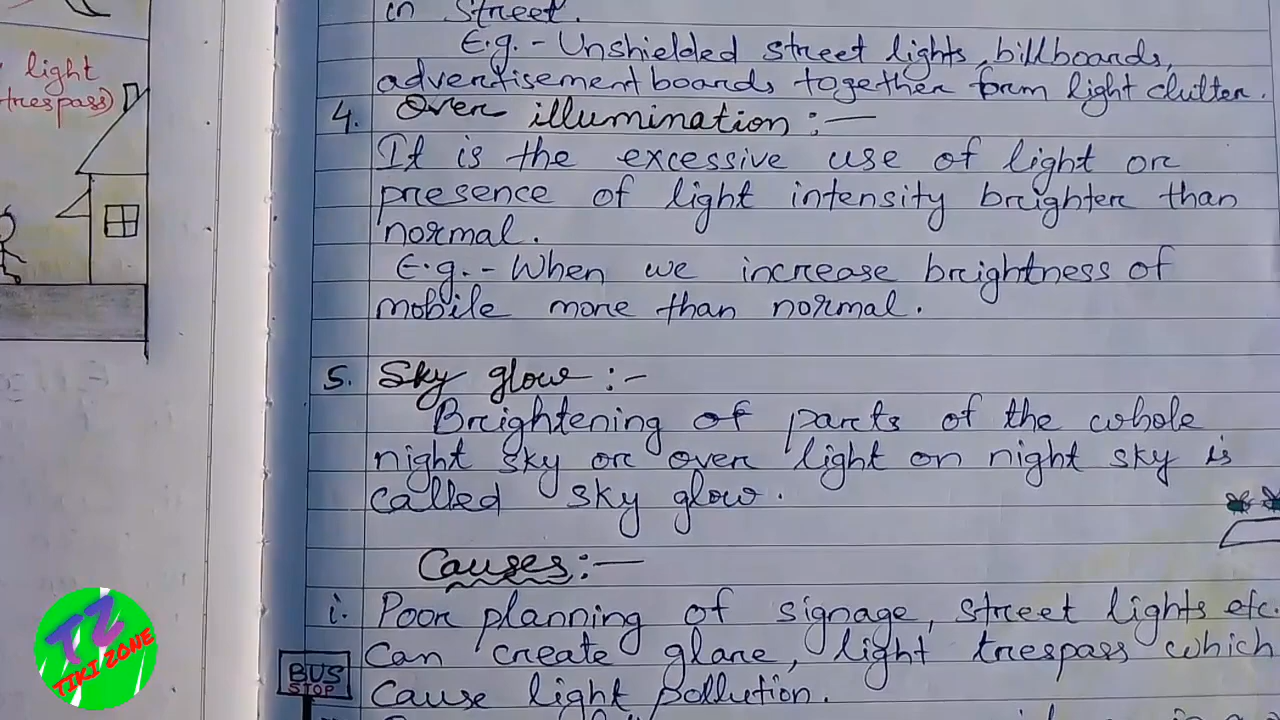 light
trespass)
in street.
E.g.- Unshielded street lights, billboards,
advertisement boards together form light clutter.
4. Over illumination :—
It is the excessive use of light or
presence of light intensity brighter than
normal.
E.g.- When we increase brightness of
mobile more than normal.
5. Sky glow :-
Brightening of parts of the whole
night sky or over light on night sky is
called sky glow.
Causes :—
i. Poor planning of signage, street lights etc.
can create glare, light trespass which
cause light pollution.
BUS
STOP
TZ
TIKI ZONE